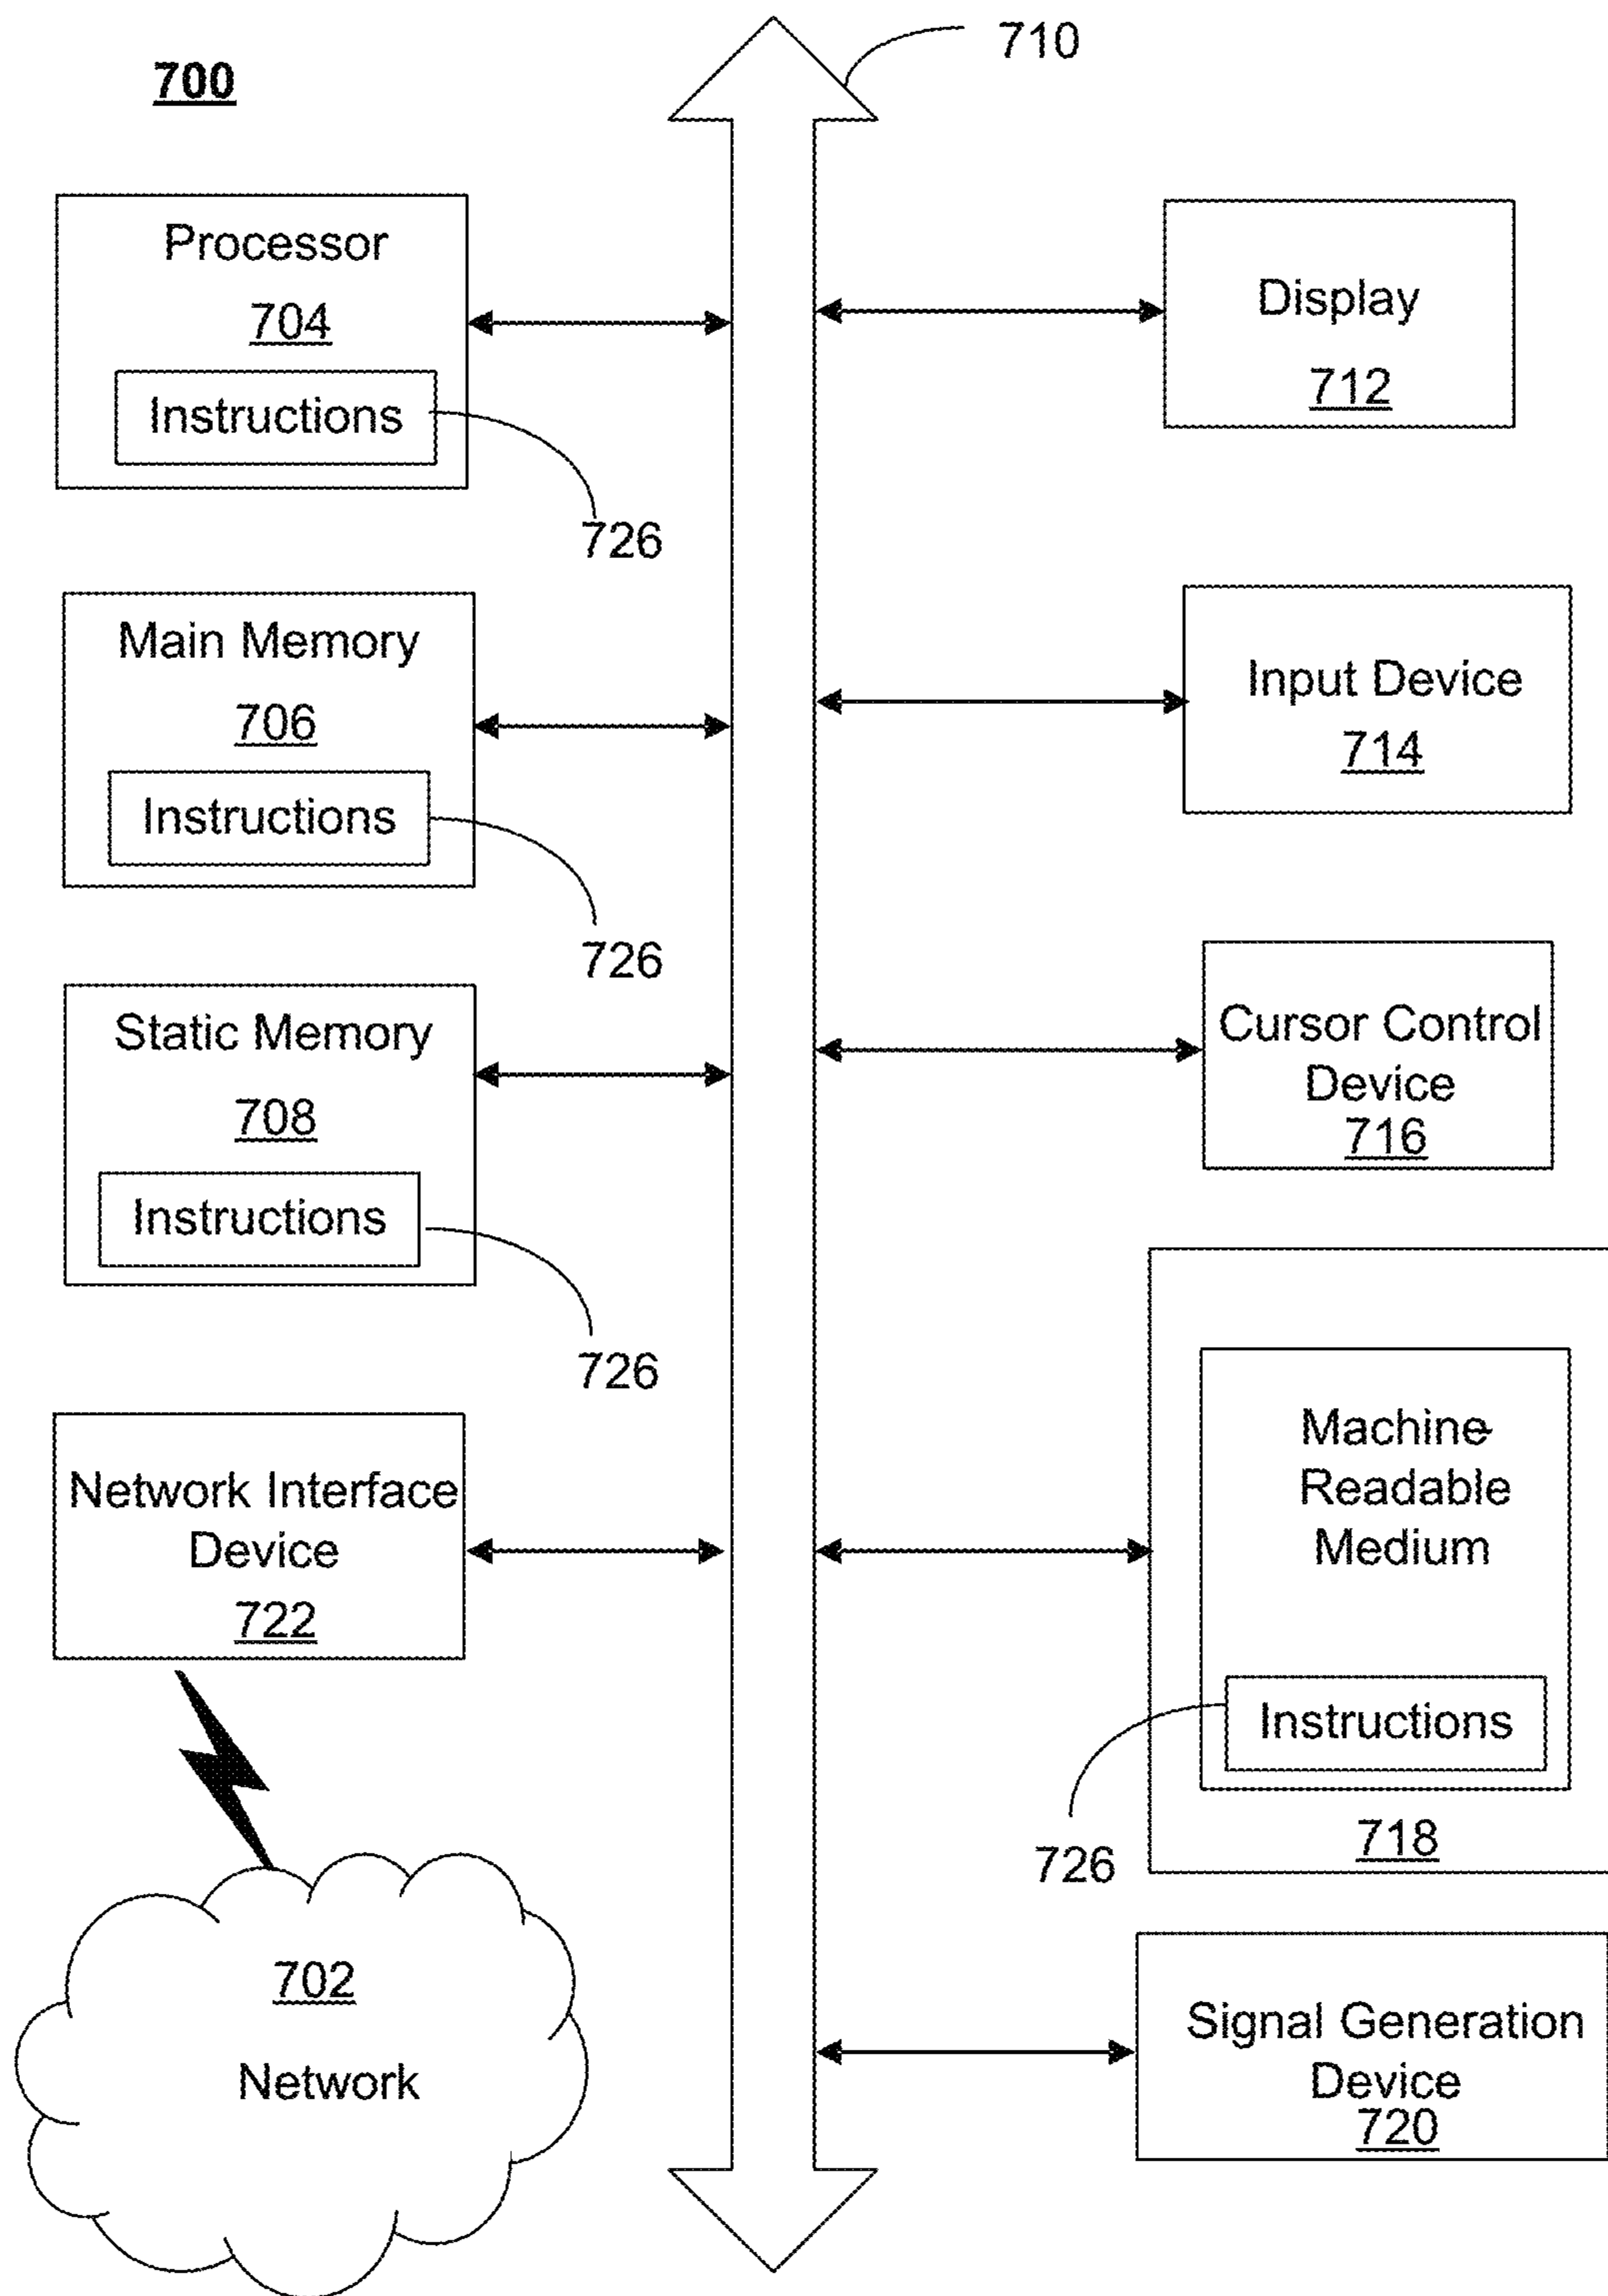 700
710
Processor
704
Instructions
726
Main Memory
706
Instructions
726
Static Memory
708
Instructions
726
Network Interface
Device
722
702
Network
Display
712
Input Device
714
Cursor Control
Device
716
Machine-
Readable
Medium
Instructions
726
718
Signal Generation
Device
720